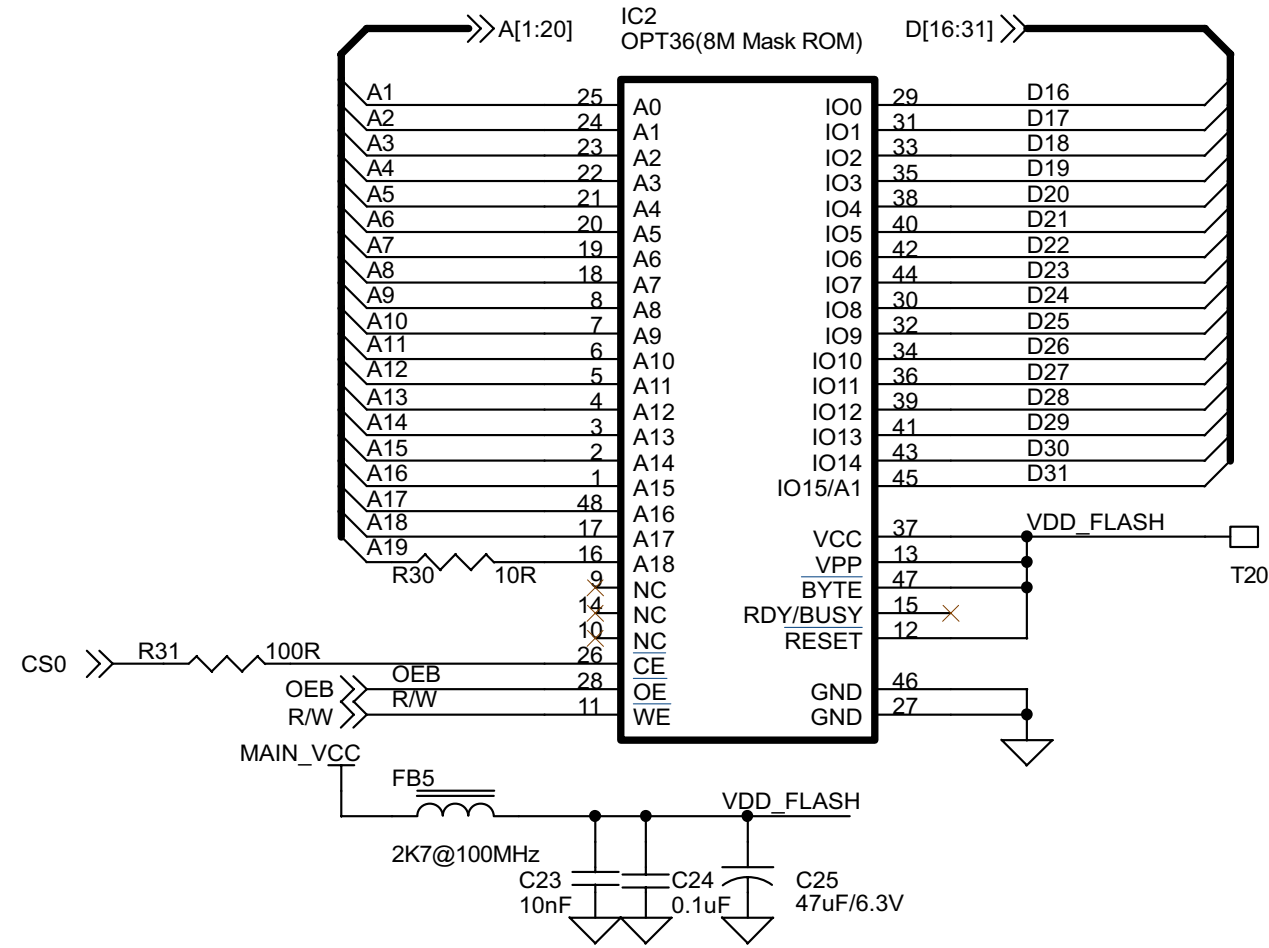 A[1:20]
IC2
OPT36(8M Mask ROM)
D[16:31]
A1 25 A0 IO0 29 D16
A2 24 A1 IO1 31 D17
A3 23 A2 IO2 33 D18
A4 22 A3 IO3 35 D19
A5 21 A4 IO4 38 D20
A6 20 A5 IO5 40 D21
A7 19 A6 IO6 42 D22
A8 18 A7 IO7 44 D23
A9 8 A8 IO8 30 D24
A10 7 A9 IO9 32 D25
A11 6 A10 IO10 34 D26
A12 5 A11 IO11 36 D27
A13 4 A12 IO12 39 D28
A14 3 A13 IO13 41 D29
A15 2 A14 IO14 43 D30
A16 1 A15 IO15/A1 45 D31
A17 48 A16
A18 17 A17 VCC 37 VDD_FLASH
A19 16 A18 VPP 13
R30 10R T20
9 NC BYTE 47
14 NC RDY/BUSY 15
10 NC RESET 12
CS0 R31 100R 26 CE
OEB OEB 28 OE GND 46
R/W R/W 11 WE GND 27
MAIN_VCC
FB5
VDD_FLASH
2K7@100MHz
C23 C24 C25
10nF 0.1uF 47uF/6.3V